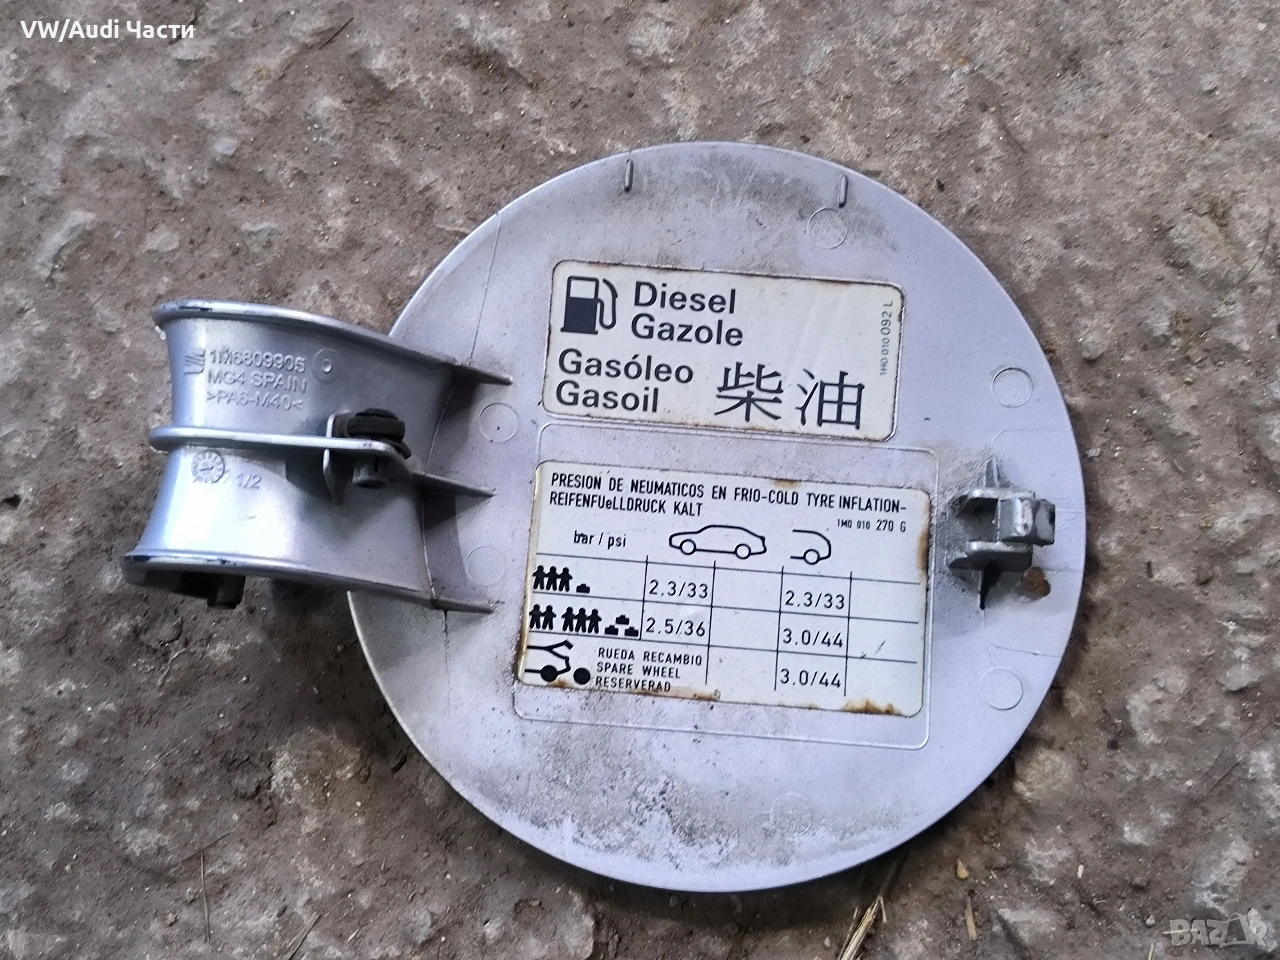 VW/Audi Части
Diesel
Gazole
Gasóleo
Gasoil
柴油
1H0 010 092 L
1M6809905
MG4 SPAIN
>PA6-M40<
1/2
PRESION DE NEUMATICOS EN FRIO-COLD TYRE INFLATION-
REIFENFUeLLDRUCK KALT
1M0 010 270 G
bar / psi
2.3/33 2.3/33
2.5/36 3.0/44
RUEDA RECAMBIO
SPARE WHEEL
RESERVERAD
3.0/44
BAZAR